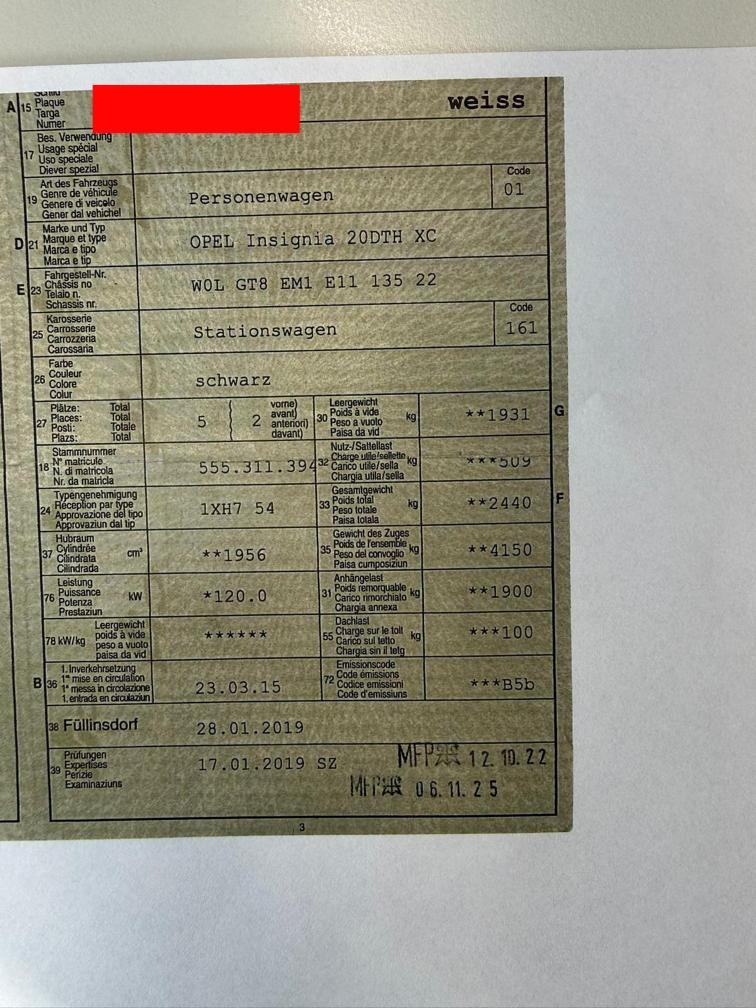 A 15 Schild
Plaque
Targa
Numer
weiss
17 Bes. Verwendung
Usage spécial
Uso speciale
Diever spezial
19 Art des Fahrzeugs
Genre de véhicule
Genere di veicolo
Gener dal vehichel
Personenwagen
Code
01
D 21 Marke und Typ
Marque et type
Marca e tipo
Marca e tip
OPEL Insignia 20DTH XC
E 23 Fahrgestell-Nr.
Châssis no
Telaio n.
Schassis nr.
W0L GT8 EM1 E11 135 22
25 Karosserie
Carrosserie
Carrozzeria
Carossaria
Stationswagen
Code
161
26 Farbe
Couleur
Colore
Colur
schwarz
27 Plätze: Total
Places: Total
Posti: Totale
Plazs: Total
5 2 vorne)
avant)
anteriori)
davant)
30 Leergewicht
Poids à vide
Peso a vuoto
Paisa da vid
kg
**1931
G
18 Stammnummer
N° matricule
N. di matricola
Nr. da matricla
555.311.394
32 Nutz-/Sattellast
Charge utile/sellette
Carico utile/sella
Chargia utila/sella
kg
***509
24 Typengenehmigung
Réception par type
Approvazione del tipo
Approvaziun dal tip
1XH7 54
33 Gesamtgewicht
Poids total
Peso totale
Paisa totala
kg
**2440
F
37 Hubraum
Cylindrée
Cilindrata
Cilindrada
cm³
**1956
35 Gewicht des Zuges
Poids de l'ensemble
Peso del convoglio
Paisa cumposiziun
kg
**4150
76 Leistung
Puissance
Potenza
Prestaziun
kW
*120.0
31 Anhängelast
Poids remorquable
Carico rimorchiato
Chargia annexa
kg
**1900
78 kW/kg Leergewicht
poids à vide
peso a vuoto
paisa da vid
******
55 Dachlast
Charge sur le toit
Carico sul tetto
Chargia sin il tetg
kg
***100
B 36 1. Inverkehrsetzung
1re mise en circulation
1a messa in circolazione
1. entrada en circulaziun
23.03.15
72 Emissionscode
Code émissions
Codice emissioni
Code d'emissiuns
***B5b
38 Füllinsdorf
28.01.2019
39 Prüfungen
Expertises
Perizie
Examinaziuns
17.01.2019 SZ
MFP 12.10.22
MFP 06.11.25
3